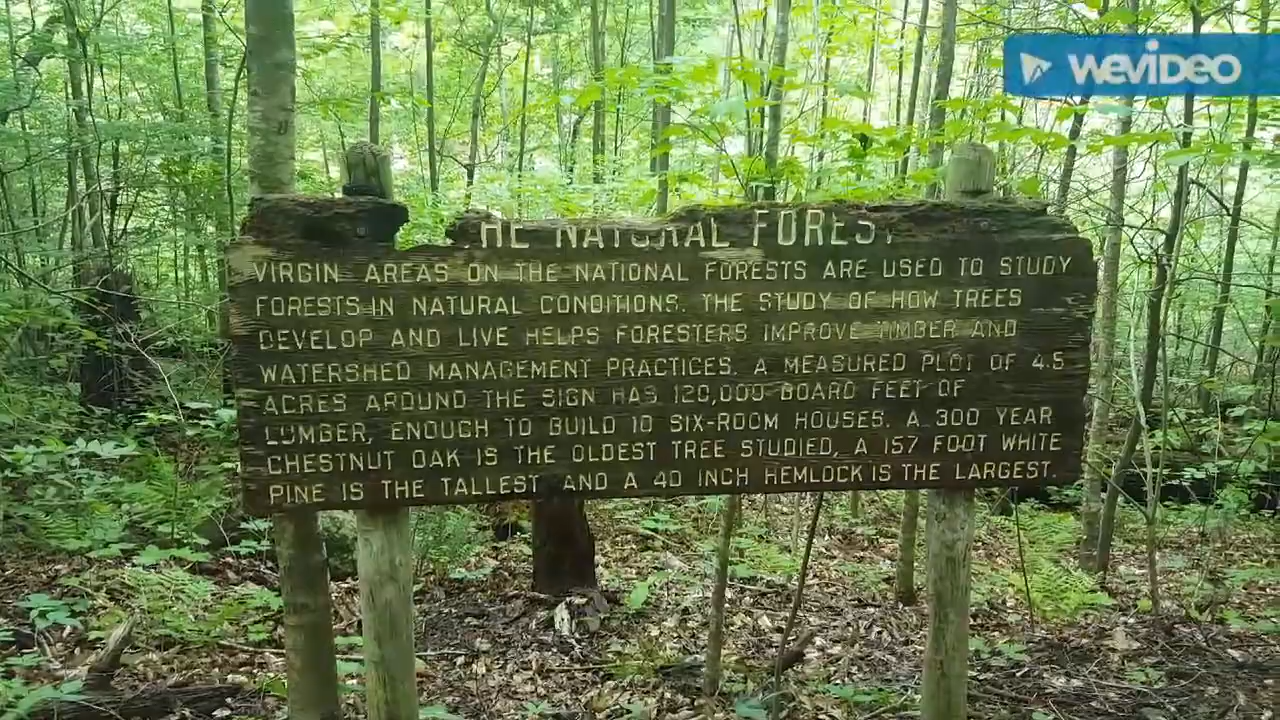 WEVIDEO
THE NATURAL FOREST
VIRGIN AREAS ON THE NATIONAL FORESTS ARE USED TO STUDY
FORESTS IN NATURAL CONDITIONS. THE STUDY OF HOW TREES
DEVELOP AND LIVE HELPS FORESTERS IMPROVE TIMBER AND
WATERSHED MANAGEMENT PRACTICES. A MEASURED PLOT OF 4.5
ACRES AROUND THE SIGN HAS 120,000 BOARD FEET OF
LUMBER, ENOUGH TO BUILD 10 SIX-ROOM HOUSES. A 300 YEAR
CHESTNUT OAK IS THE OLDEST TREE STUDIED, A 157 FOOT WHITE
PINE IS THE TALLEST AND A 40 INCH HEMLOCK IS THE LARGEST.